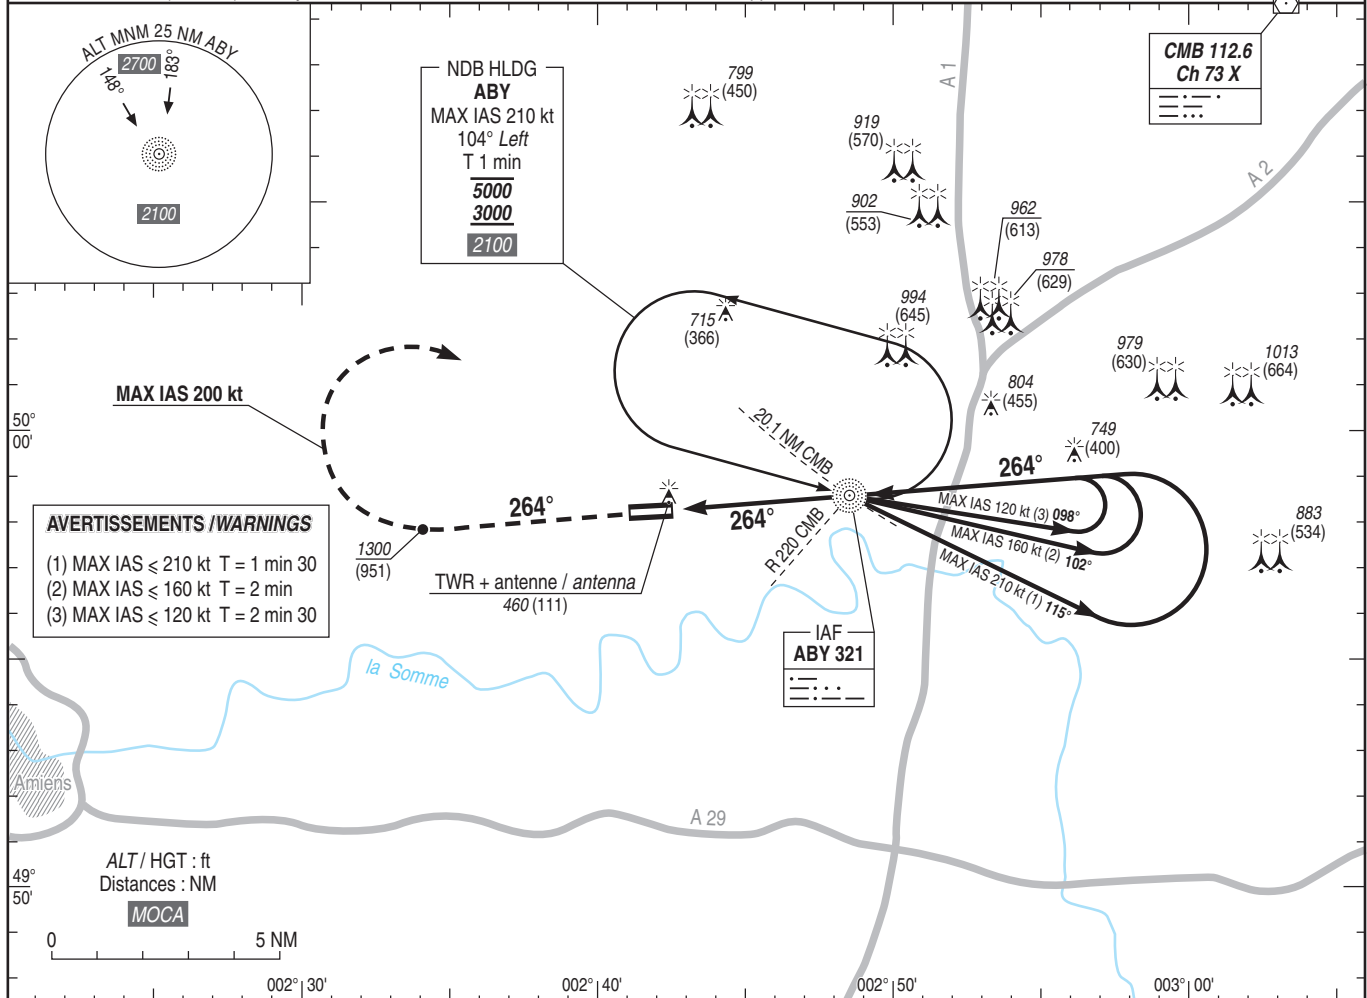 ALT MNM 25 NM ABY
2700
148°
183°
2100
NDB HLDG
ABY
MAX IAS 210 kt
104° Left
T 1 min
5000
3000
2100
799
(450)
919
(570)
902
(553)
A 1
CMB 112.6
Ch 73 X
A 2
962
(613)
978
(629)
994
(645)
715
(366)
979
(630)
1013
(664)
804
(455)
749
(400)
MAX IAS 200 kt
50°
00'
20.1 NM CMB
264°
MAX IAS 120 kt (3) 098°
MAX IAS 160 kt (2) 102°
MAX IAS 210 kt (1) 115°
264°
264°
R 220 CMB
883
(534)
AVERTISSEMENTS / WARNINGS
(1) MAX IAS ⩽ 210 kt T = 1 min 30
(2) MAX IAS ⩽ 160 kt T = 2 min
(3) MAX IAS ⩽ 120 kt T = 2 min 30
1300
(951)
TWR + antenne / antenna
460 (111)
IAF
ABY 321
la Somme
Amiens
A 29
ALT / HGT : ft
Distances : NM
MOCA
0 5 NM
49°
50'
002° 30'
002° 40'
002° 50'
003° 00'